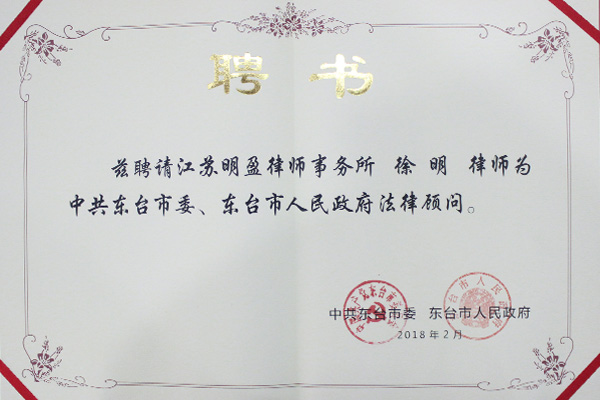 聘书
兹聘请江苏明盈律师事务所 徐 明 律师为
中共东台市委、东台市人民政府法律顾问。
中共东台市委 东台市人民政府
2018年2月